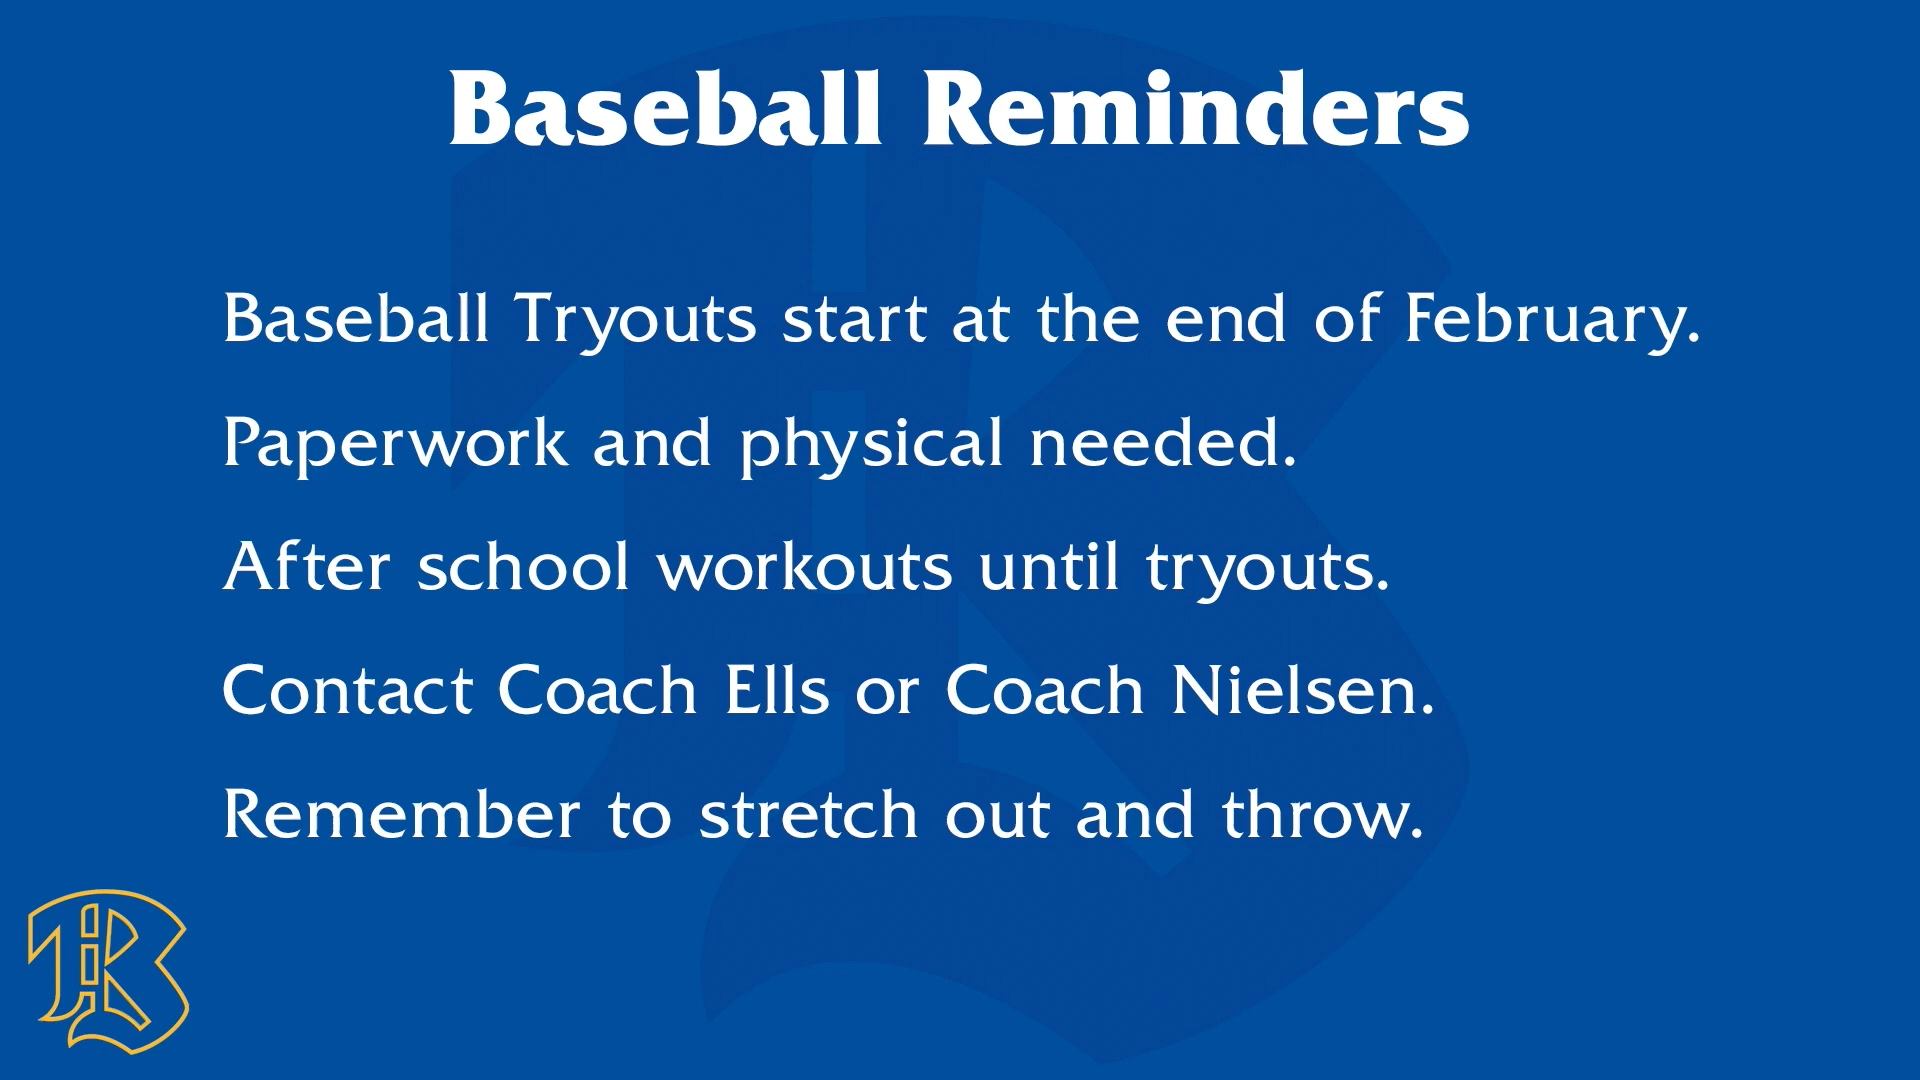 Baseball Reminders
Baseball Tryouts start at the end of February.
Paperwork and physical needed.
After school workouts until tryouts.
Contact Coach Ells or Coach Nielsen.
Remember to stretch out and throw.
B